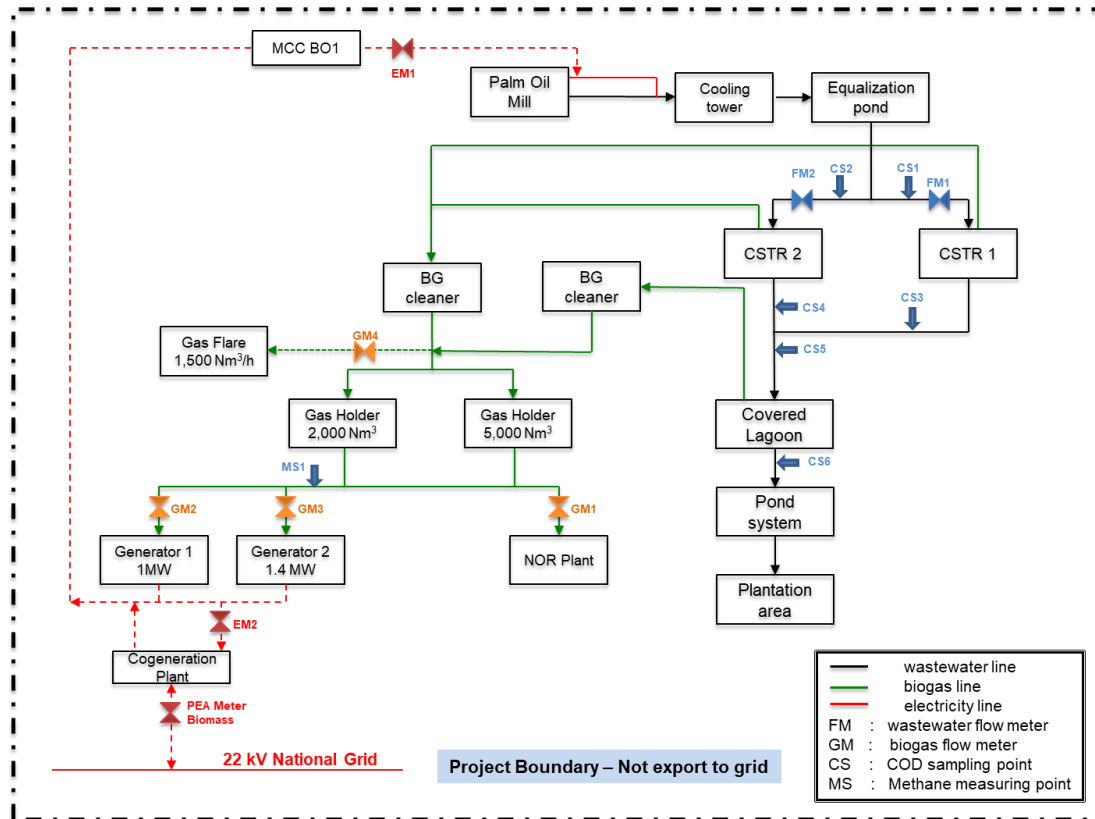 MCC BO1
EM1
Palm Oil
Mill
Cooling
tower
Equalization
pond
FM2
CS2
CS1
FM1
CSTR 2
CSTR 1
BG
cleaner
BG
cleaner
CS4
CS3
Gas Flare
1,500 Nm³/h
GM4
CS5
Gas Holder
2,000 Nm³
Gas Holder
5,000 Nm³
Covered
Lagoon
MS1
CS6
GM2
GM3
GM1
Pond
system
Generator 1
1MW
Generator 2
1.4 MW
NOR Plant
Plantation
area
EM2
Cogeneration
Plant
PEA Meter
Biomass
22 kV National Grid
Project Boundary – Not export to grid
wastewater line
biogas line
electricity line
FM : wastewater flow meter
GM : biogas flow meter
CS : COD sampling point
MS : Methane measuring point